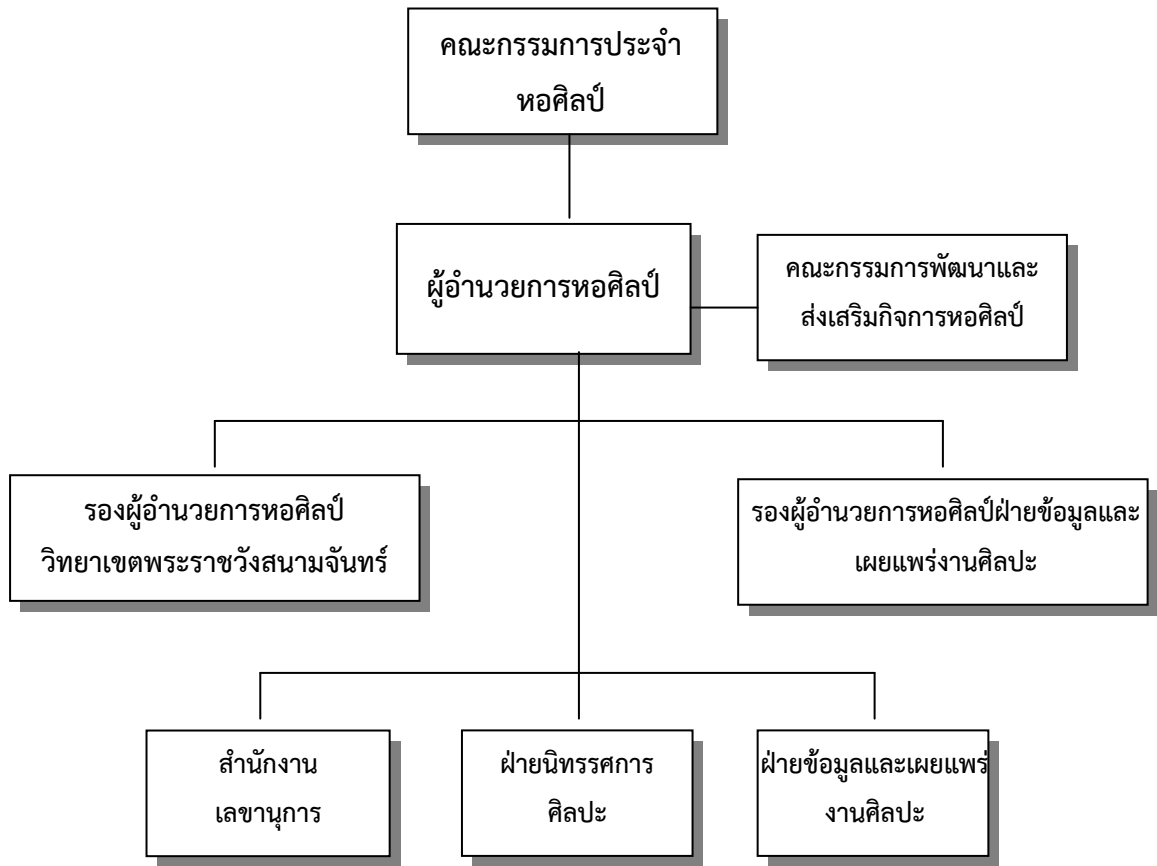 คณะกรรมการประจำ
หอศิลป์
ผู้อำนวยการหอศิลป์
คณะกรรมการพัฒนาและ
ส่งเสริมกิจการหอศิลป์
รองผู้อำนวยการหอศิลป์
วิทยาเขตพระราชวังสนามจันทร์
รองผู้อำนวยการหอศิลป์ฝ่ายข้อมูลและ
เผยแพร่งานศิลปะ
สำนักงาน
เลขานุการ
ฝ่ายนิทรรศการ
ศิลปะ
ฝ่ายข้อมูลและเผยแพร่
งานศิลปะ